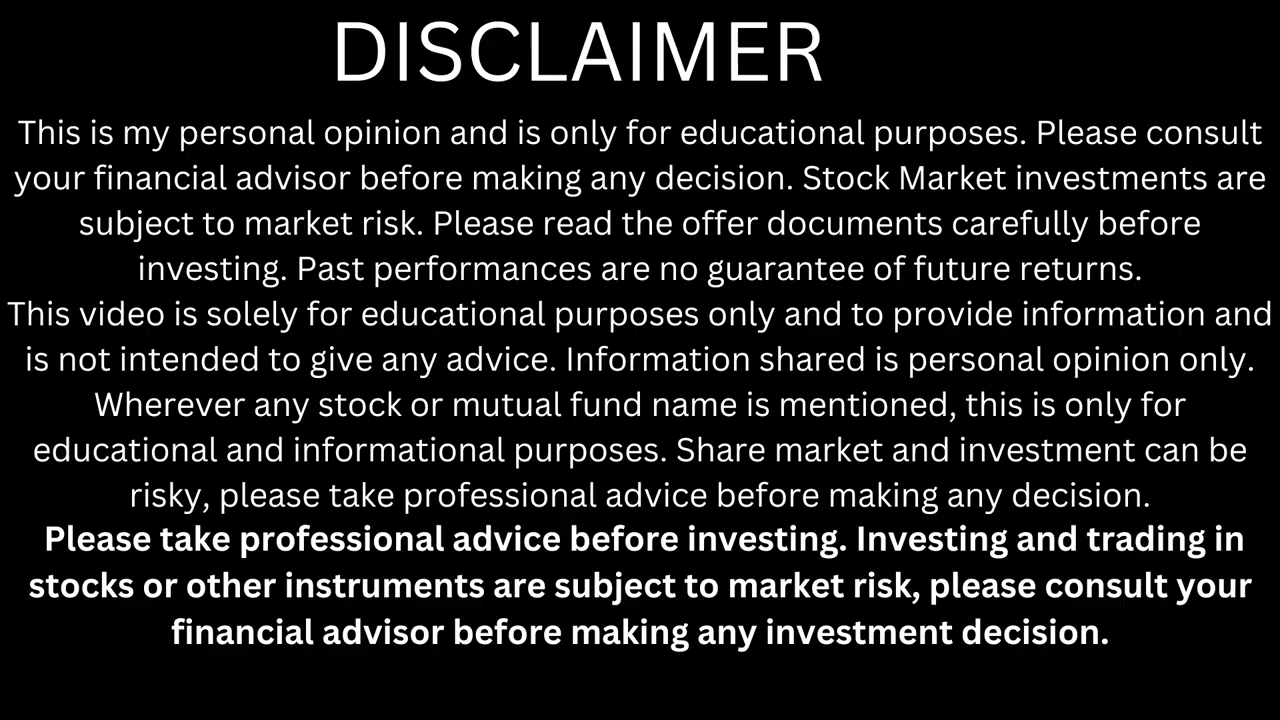 DISCLAIMER
This is my personal opinion and is only for educational purposes. Please consult
your financial advisor before making any decision. Stock Market investments are
subject to market risk. Please read the offer documents carefully before
investing. Past performances are no guarantee of future returns.
This video is solely for educational purposes only and to provide information and
is not intended to give any advice. Information shared is personal opinion only.
Wherever any stock or mutual fund name is mentioned, this is only for
educational and informational purposes. Share market and investment can be
risky, please take professional advice before making any decision.
Please take professional advice before investing. Investing and trading in
stocks or other instruments are subject to market risk, please consult your
financial advisor before making any investment decision.